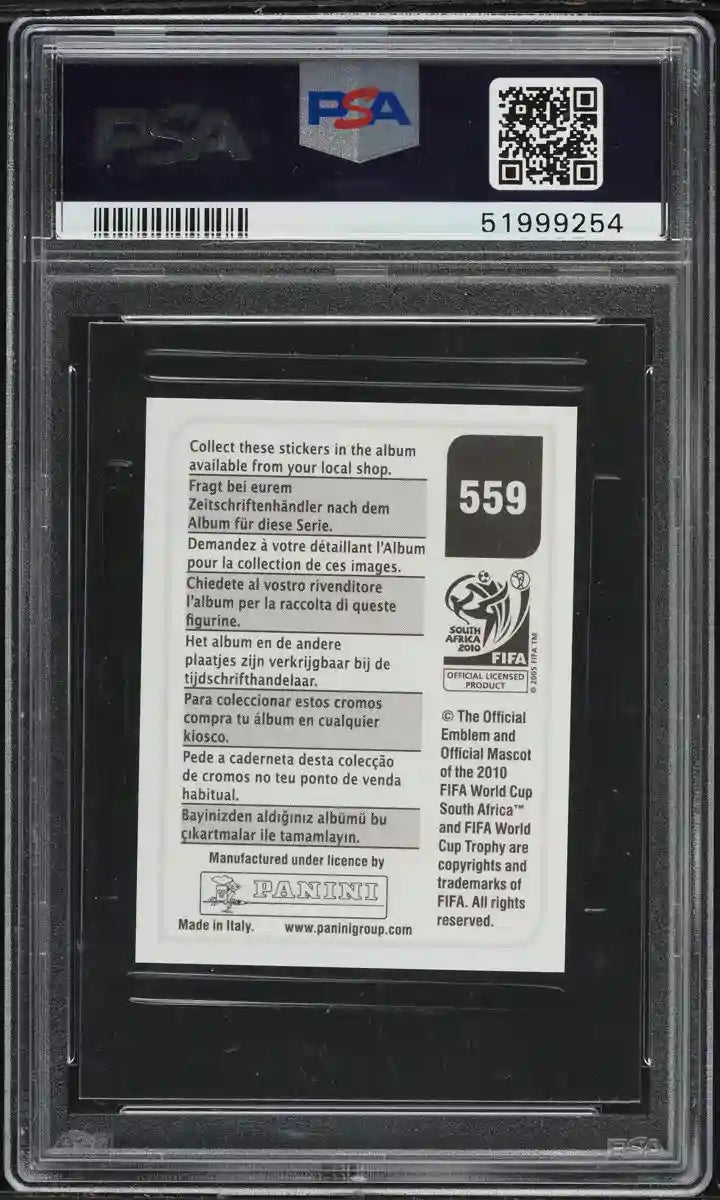 PSA
PSA
51999254
Collect these stickers in the album
available from your local shop.
Fragt bei eurem
Zeitschriftenhändler nach dem
Album für diese Serie.
Demandez à votre détaillant l'Album
pour la collection de ces images.
Chiedete al vostro rivenditore
l'album per la raccolta di queste
figurine.
Het album en de andere
plaatjes zijn verkrijgbaar bij de
tijdschrifthandelaar.
Para coleccionar estos cromos
compra tu álbum en cualquier
kiosco.
Pede a caderneta desta colecção
de cromos no teu ponto de venda
habitual.
Bayinizden aldığınız albümü bu
çıkartmalar ile tamamlayın.
Manufactured under licence by
PANINI
Made in Italy. www.paninigroup.com
559
SOUTH
AFRICA
2010
FIFA
© 2005 FIFA TM
OFFICIAL LICENSED
PRODUCT
© The Official
Emblem and
Official Mascot
of the 2010
FIFA World Cup
South Africa™
and FIFA World
Cup Trophy are
copyrights and
trademarks of
FIFA. All rights
reserved.
PSA